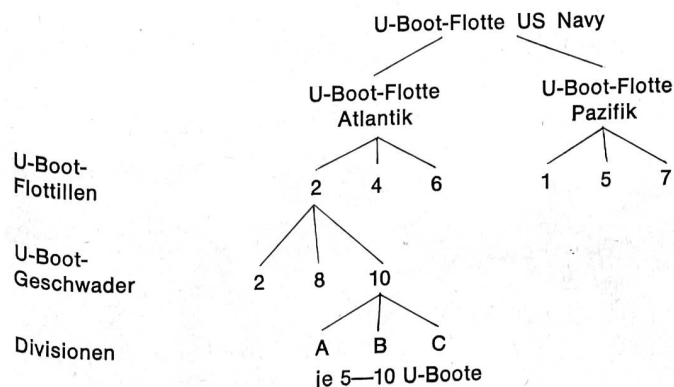 U-Boot-Flotte US Navy
U-Boot-Flotte
Atlantik
U-Boot-Flotte
Pazifik
U-Boot-
Flottillen
2 4 6 1 5 7
U-Boot-
Geschwader
2 8 10
Divisionen
A B C
je 5—10 U-Boote